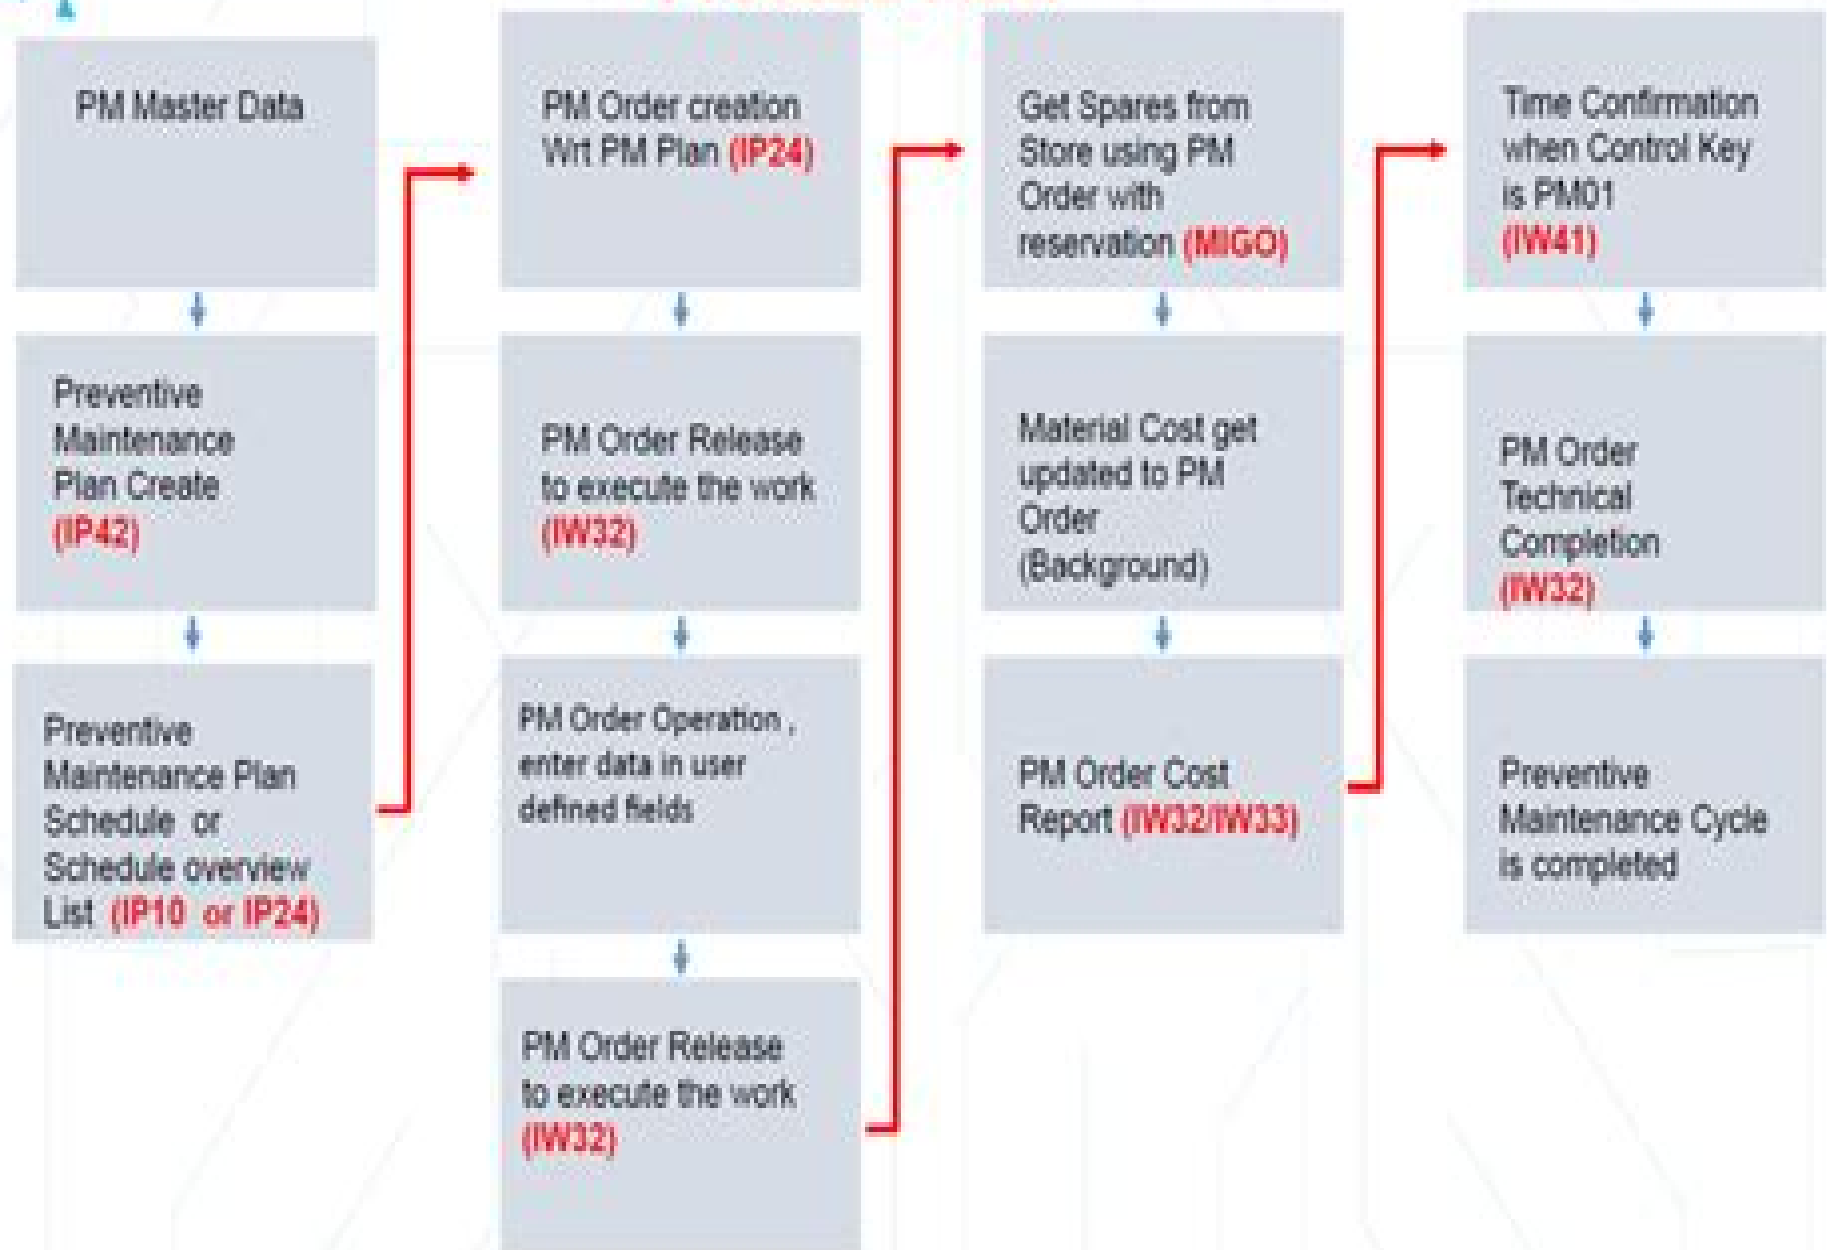 PM Master Data
Preventive
Maintenance
Plan Create
(IP42)
Preventive
Maintenance Plan
Schedule or
Schedule overview
List (IP10 or IP24)
PM Order creation
Wrt PM Plan (IP24)
PM Order Release
to execute the work
(IW32)
PM Order Operation ,
enter data in user
defined fields
PM Order Release
to execute the work
(IW32)
Get Spares from
Store using PM
Order with
reservation (MIGO)
Material Cost get
updated to PM
Order
(Background)
PM Order Cost
Report (IW32/IW33)
Time Confirmation
when Control Key
is PM01
(IW41)
PM Order
Technical
Completion
(IW32)
Preventive
Maintenance Cycle
is completed